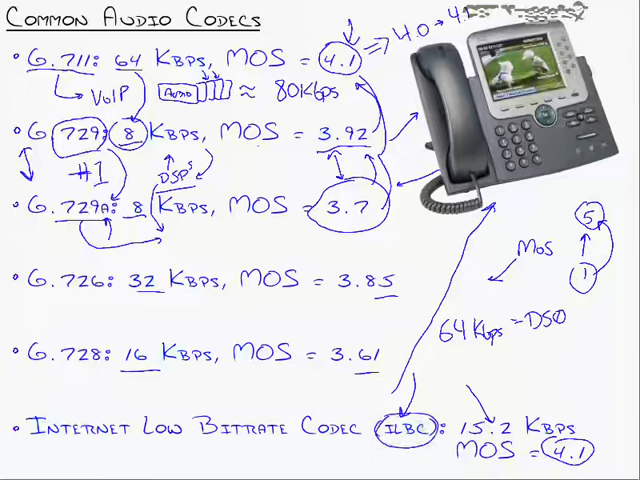 COMMON AUDIO CODECS
• G.711: 64 KBPS, MOS = 4.1 => 4.0 → 4.1
VoIP AUDIO ≈ 80Kbps
• G.729: 8 KBPS, MOS = 3.92
#1 DSP's
• G.729A: 8 KBPS, MOS = 3.7
5
MOS 1
• G.726: 32 KBPS, MOS = 3.85
64 Kbps = DS0
• G.728: 16 KBPS, MOS = 3.61
• INTERNET LOW BITRATE CODEC iLBC: 15.2 KBPS
MOS = 4.1